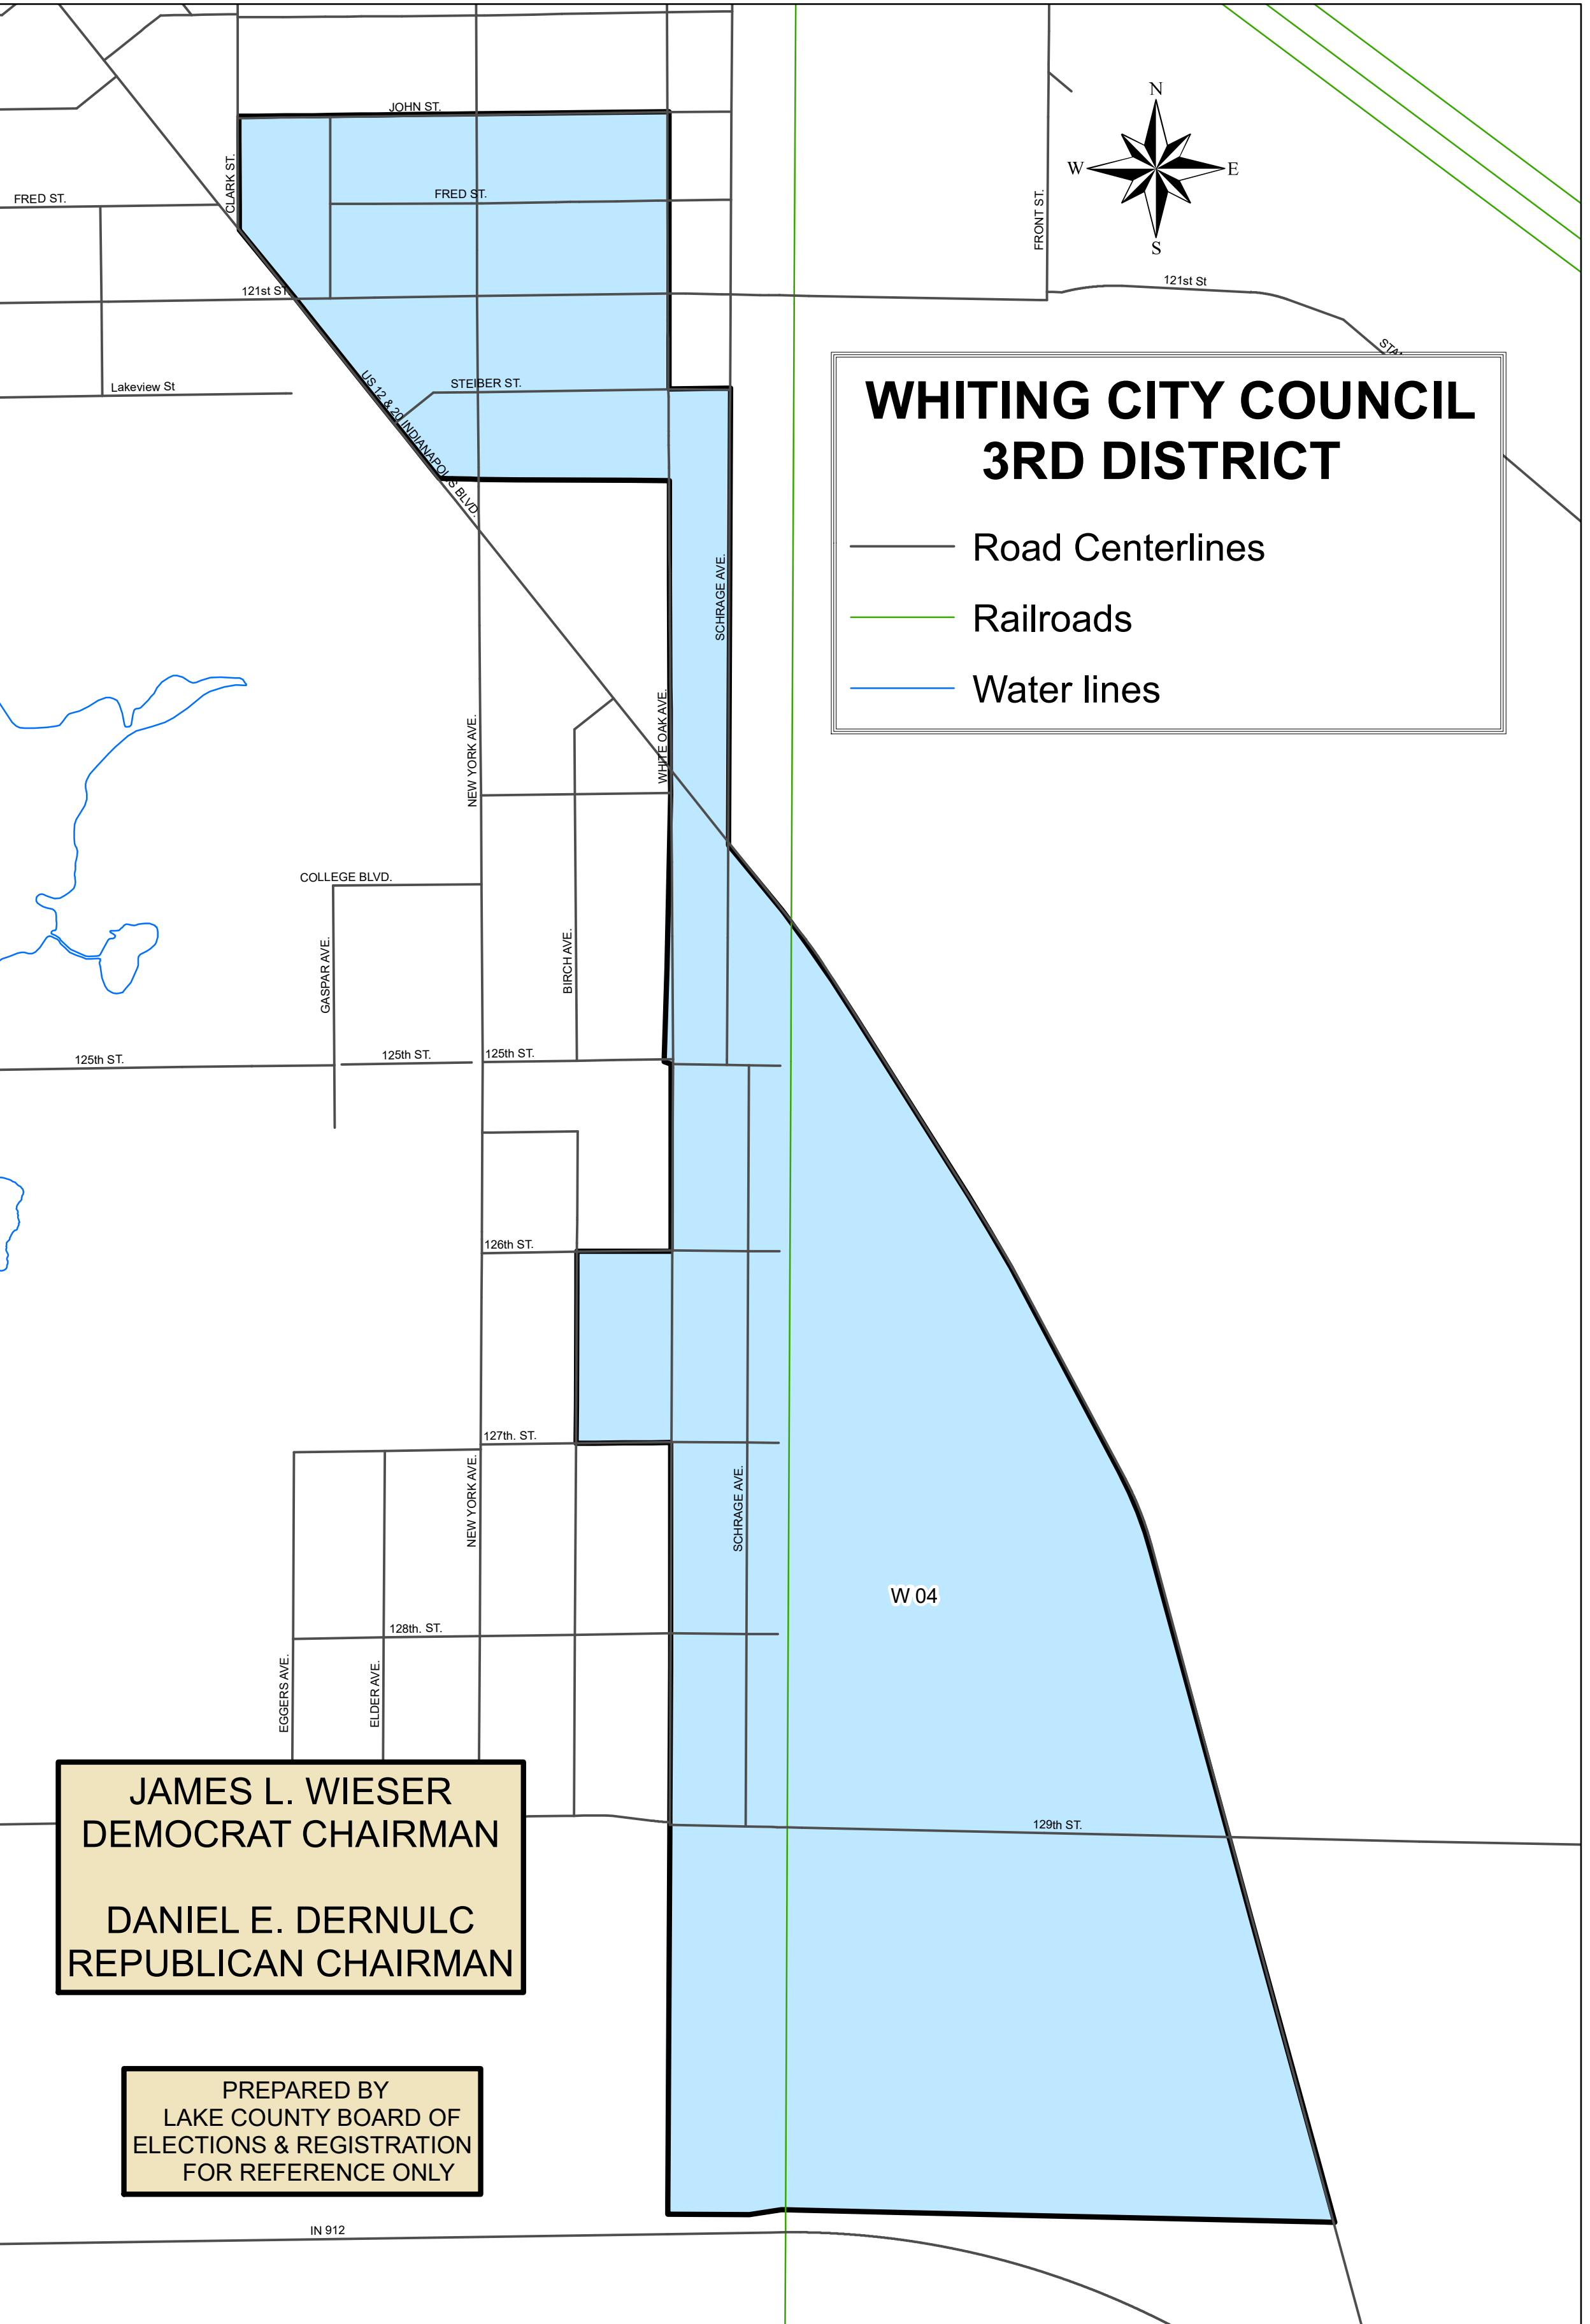 JOHN ST.
N
CLARK ST.
W
E
FRED ST.
FRED ST.
FRONT ST.
S
121st St
121st ST
STA
WHITING CITY COUNCIL
3RD DISTRICT
Lakeview St
US 12 & 20 INDIANAPOLIS BLVD.
STEIBER ST.
Road Centerlines
SCHRAGE AVE.
Railroads
Water lines
NEW YORK AVE.
WHITE OAK AVE.
COLLEGE BLVD.
GASPAR AVE.
BIRCH AVE.
125th ST.
125th ST.
125th ST.
126th ST.
127th. ST.
NEW YORK AVE.
SCHRAGE AVE.
W 04
128th. ST.
EGGERS AVE.
ELDER AVE.
JAMES L. WIESER
DEMOCRAT CHAIRMAN
129th ST.
DANIEL E. DERNULC
REPUBLICAN CHAIRMAN
PREPARED BY
LAKE COUNTY BOARD OF
ELECTIONS & REGISTRATION
FOR REFERENCE ONLY
IN 912